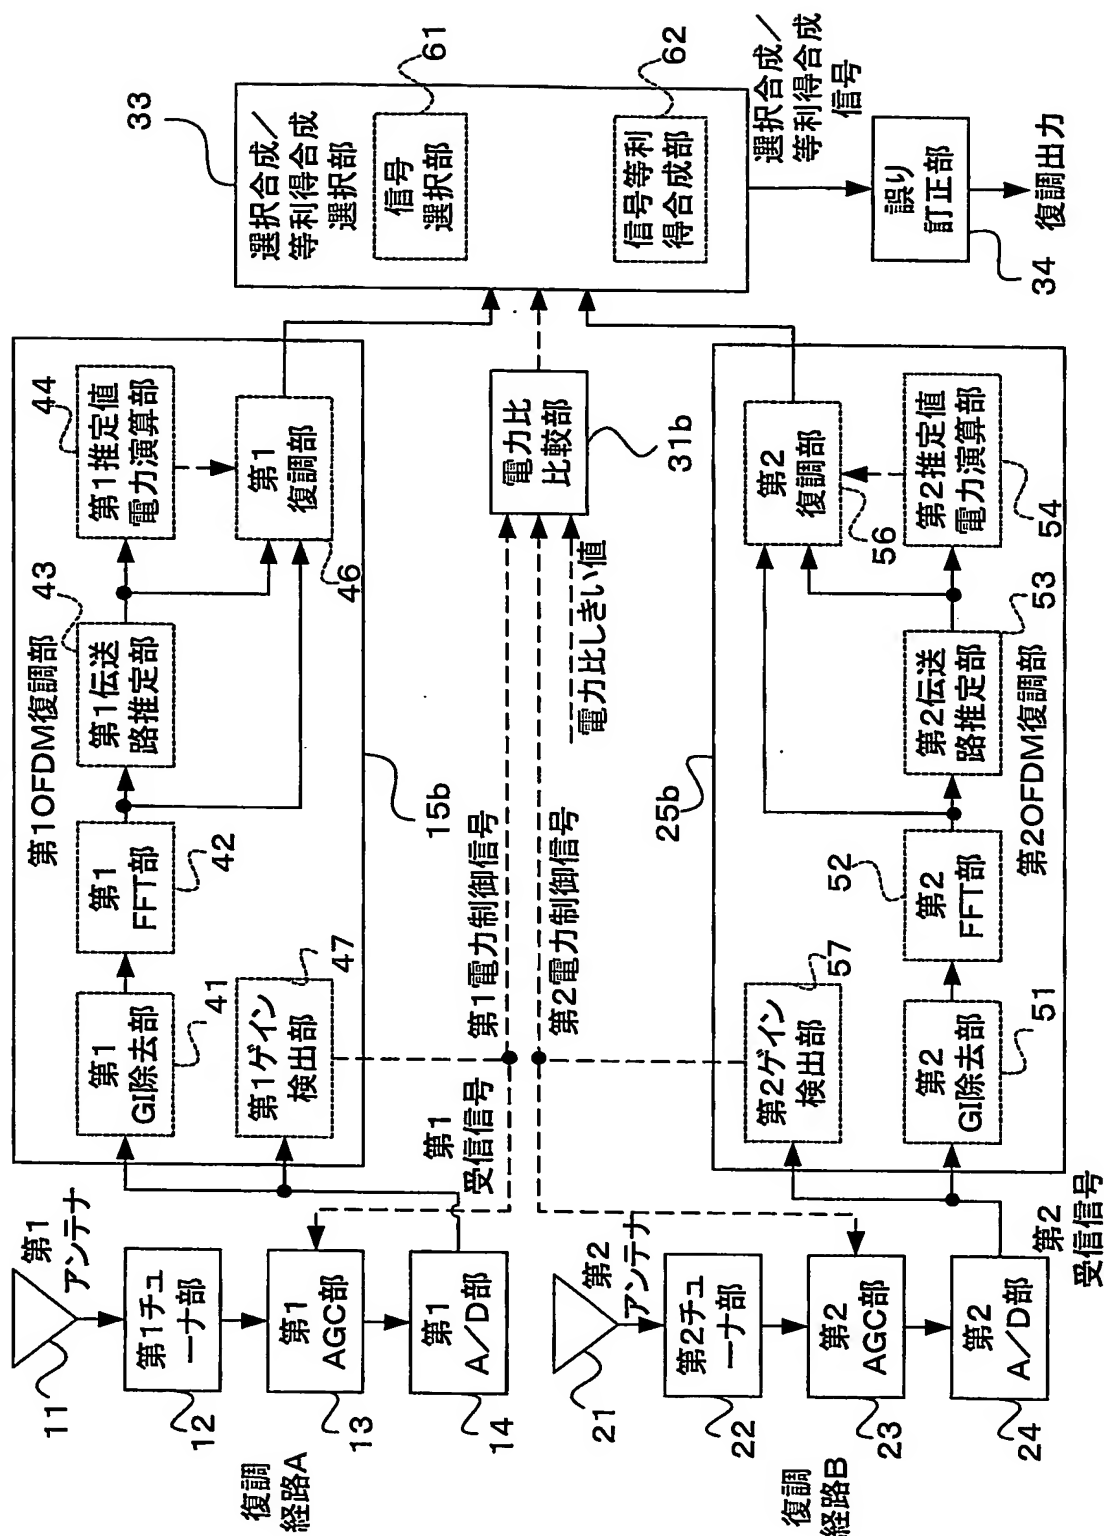 第1
アンテナ
11
第1チュ
ーナ部
12
第1
AGC部
13
第1
A/D部
14
復調
経路A
第1OFDM復調部
第1
GI除去部
41
第1
FFT部
42
第1伝送
路推定部
43
第1推定値
電力演算部
44
第1
復調部
46
第1ゲイン
検出部
47
15b
第1
受信信号
第1電力制御信号
第2電力制御信号
電力比しきい値
電力比
比較部
31b
33
選択合成/
等利得合成
選択部
信号
選択部
61
信号等利
得合成部
62
選択合成/
等利得合成
信号
誤り
訂正部
34
復調出力
第2
アンテナ
21
第2チュ
ーナ部
22
第2
AGC部
23
第2
A/D部
24
復調
経路B
第2
受信信号
25b
第2ゲイン
検出部
57
第2
GI除去部
51
第2
FFT部
52
第2伝送
路推定部
53
第2推定値
電力演算部
54
第2
復調部
56
第2OFDM復調部